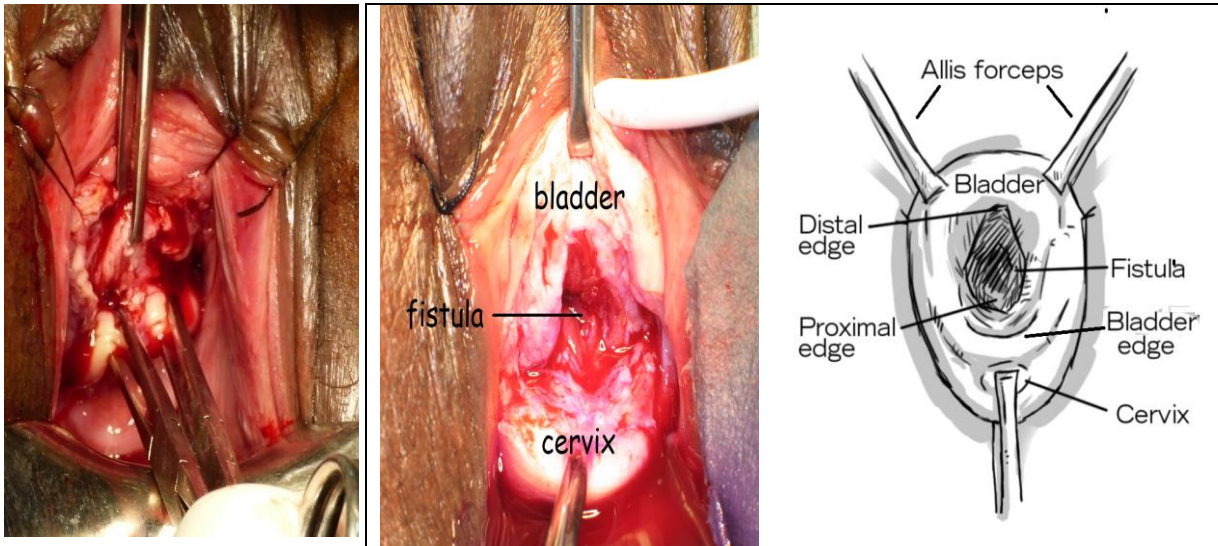 bladder
fistula
cervix
Allis forceps
Bladder
Distal
edge
Fistula
Proximal
edge
Bladder
edge
Cervix